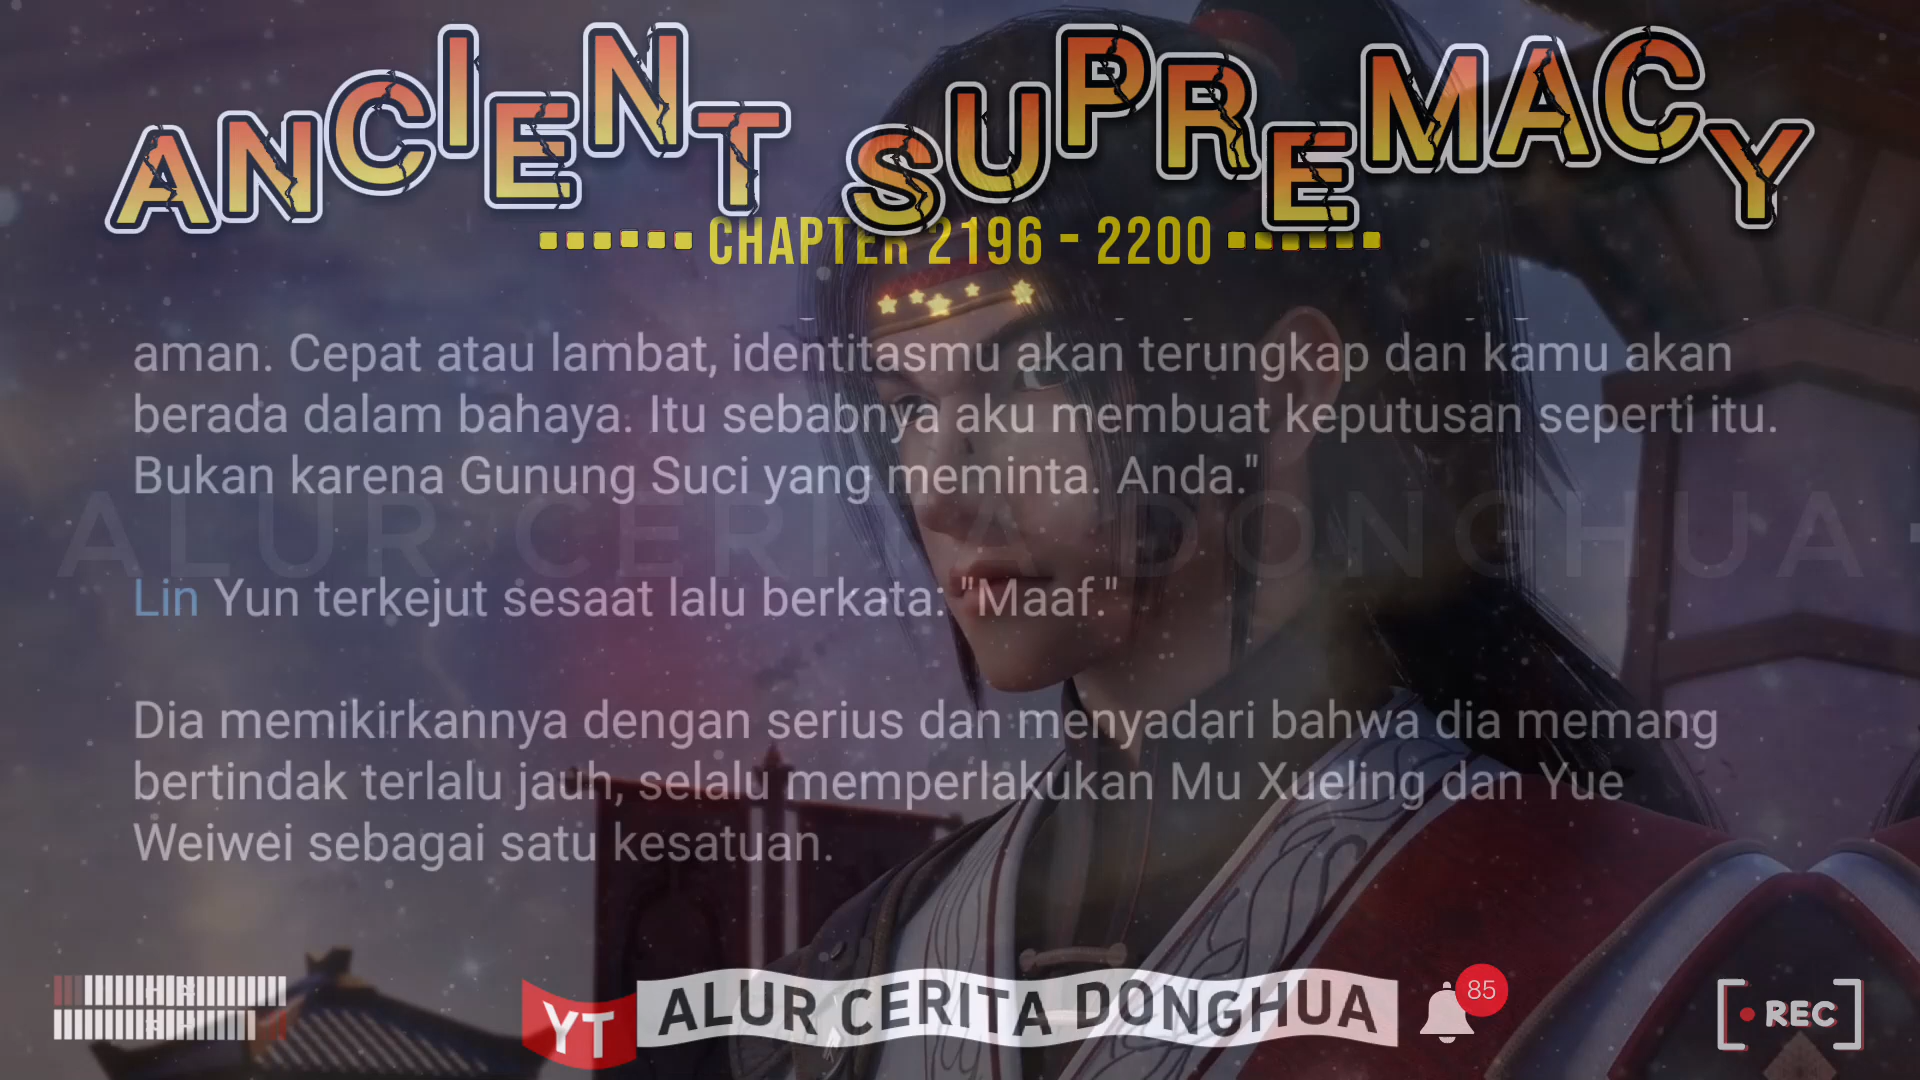 ANCIENT SUPREMACY
CHAPTER 2196 - 2200
aman. Cepat atau lambat, identitasmu akan terungkap dan kamu akan
berada dalam bahaya. Itu sebabnya aku membuat keputusan seperti itu.
Bukan karena Gunung Suci yang meminta. Anda."
ALUR CERITA DONGHUA -
Lin Yun terkejut sesaat lalu berkata: "Maaf."
Dia memikirkannya dengan serius dan menyadari bahwa dia memang
bertindak terlalu jauh, selalu memperlakukan Mu Xueling dan Yue
Weiwei sebagai satu kesatuan.
YT ALUR CERITA DONGHUA 85
REC